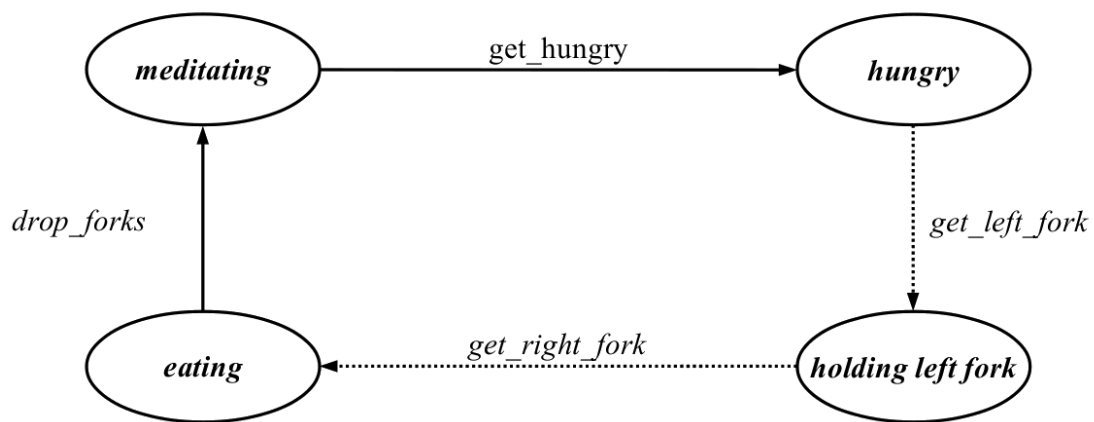 meditating
get_hungry
hungry
drop_forks
get_left_fork
eating
get_right_fork
holding left fork